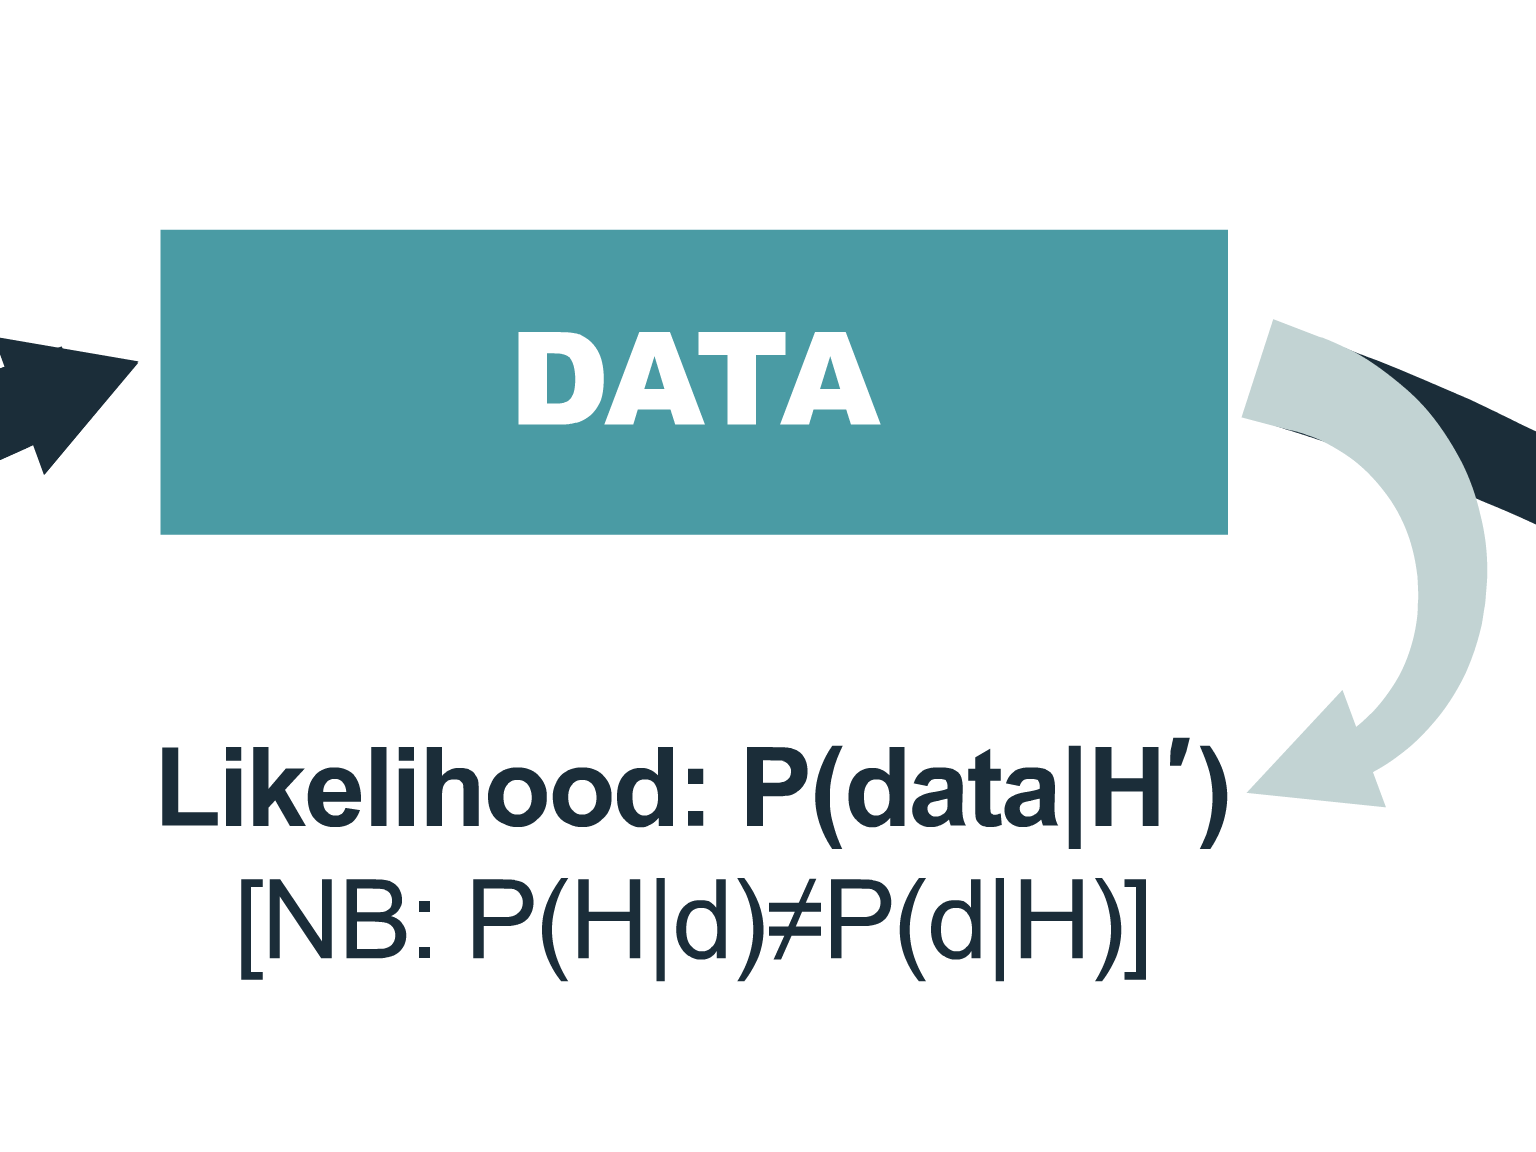 DATA
Likelihood: P(data|H′)
[NB: P(H|d)≠P(d|H)]